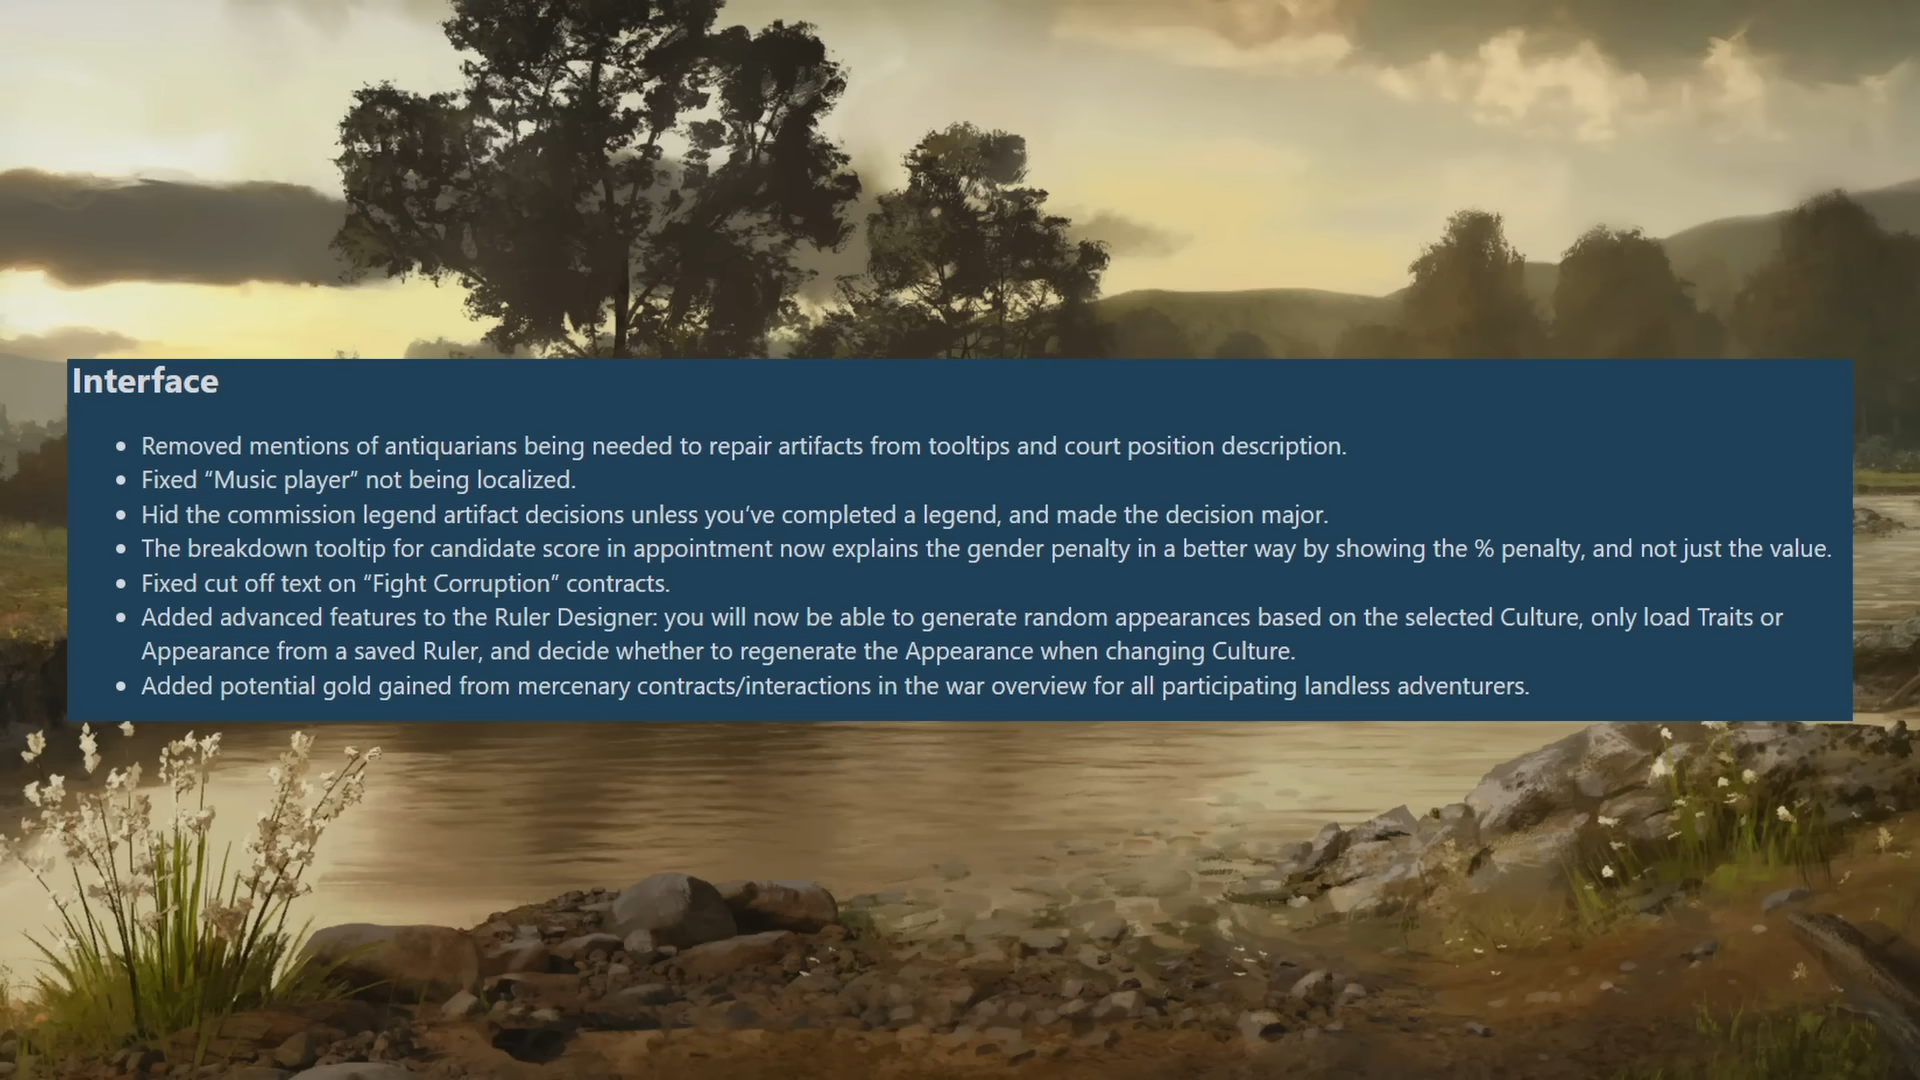 Interface
Removed mentions of antiquarians being needed to repair artifacts from tooltips and court position description.
Fixed “Music player” not being localized.
Hid the commission legend artifact decisions unless you’ve completed a legend, and made the decision major.
The breakdown tooltip for candidate score in appointment now explains the gender penalty in a better way by showing the % penalty, and not just the value.
Fixed cut off text on “Fight Corruption” contracts.
Added advanced features to the Ruler Designer: you will now be able to generate random appearances based on the selected Culture, only load Traits or
Appearance from a saved Ruler, and decide whether to regenerate the Appearance when changing Culture.
Added potential gold gained from mercenary contracts/interactions in the war overview for all participating landless adventurers.